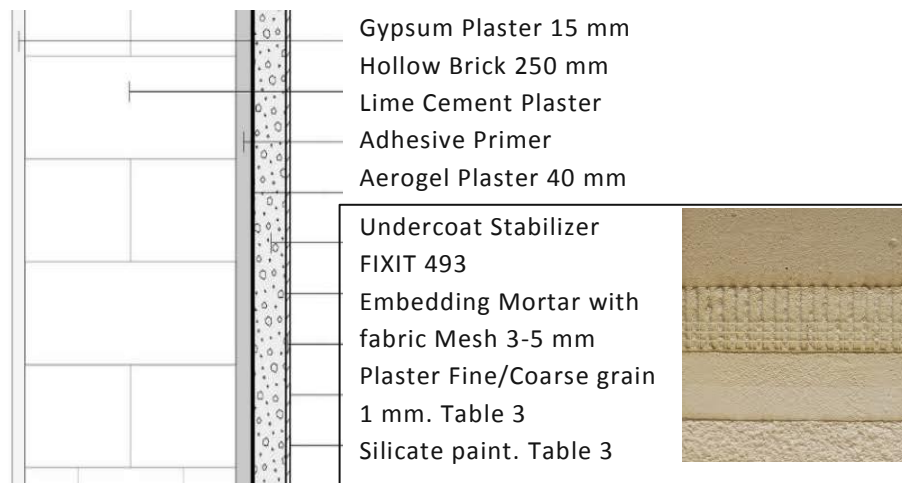 Gypsum Plaster 15 mm
Hollow Brick 250 mm
Lime Cement Plaster
Adhesive Primer
Aerogel Plaster 40 mm
Undercoat Stabilizer
FIXIT 493
Embedding Mortar with
fabric Mesh 3-5 mm
Plaster Fine/Coarse grain
1 mm. Table 3
Silicate paint. Table 3